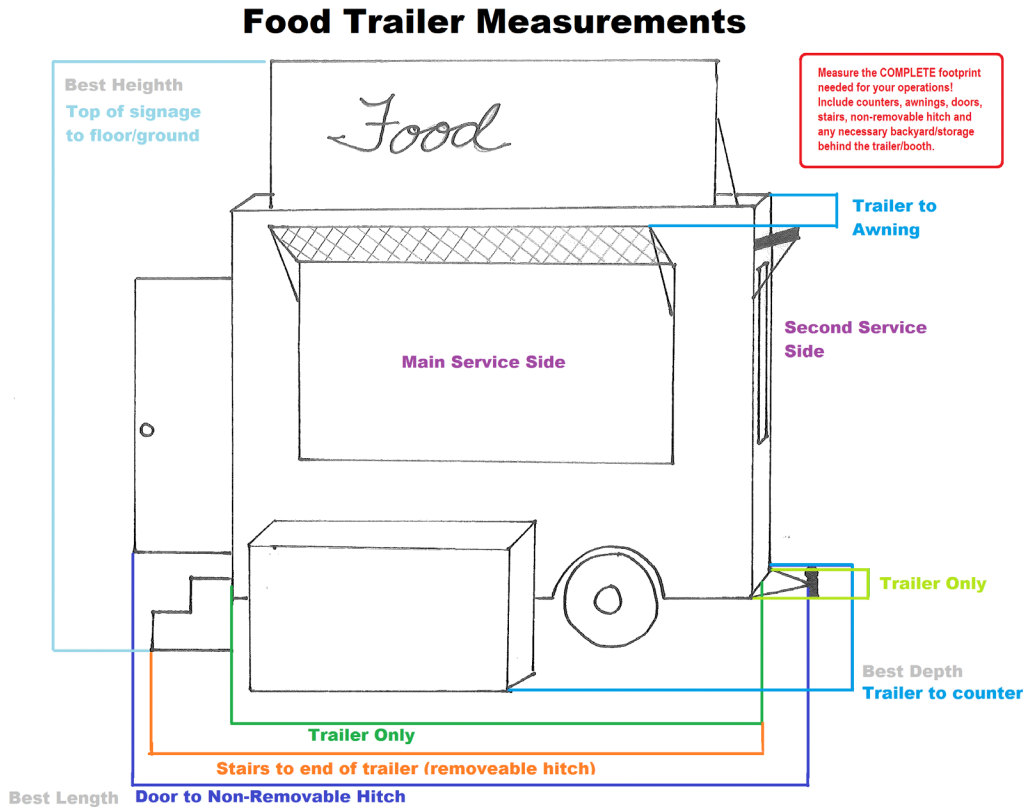 Food Trailer Measurements
Best Heighth
Top of signage
to floor/ground
Food
Measure the COMPLETE footprint
needed for your operations!
Include counters, awnings, doors,
stairs, non-removable hitch and
any necessary backyard/storage
behind the trailer/booth.
Trailer to
Awning
Second Service
Side
Main Service Side
Trailer Only
Best Depth
Trailer to counter
Trailer Only
Stairs to end of trailer (removeable hitch)
Best Length Door to Non-Removable Hitch